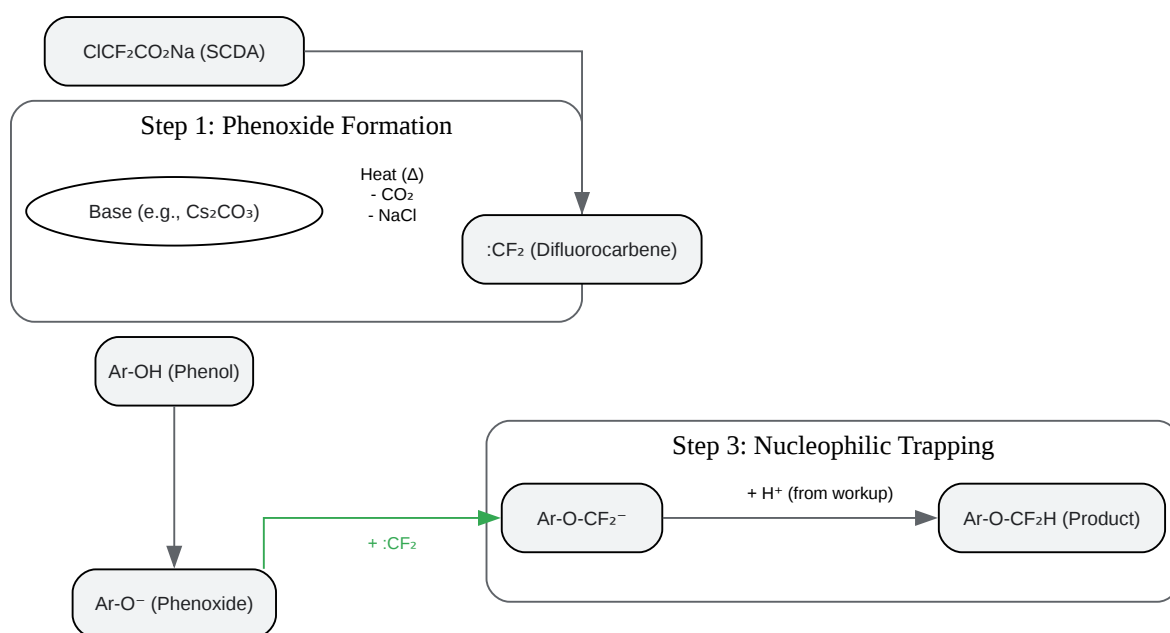 ClCF₂CO₂Na (SCDA)
Step 1: Phenoxide Formation
Heat (Δ)
- CO₂
- NaCl
Base (e.g., Cs₂CO₃)
:CF₂ (Difluorocarbene)
Ar-OH (Phenol)
Step 3: Nucleophilic Trapping
+ H⁺ (from workup)
Ar-O-CF₂⁻
Ar-O-CF₂H (Product)
+ :CF₂
Ar-O⁻ (Phenoxide)